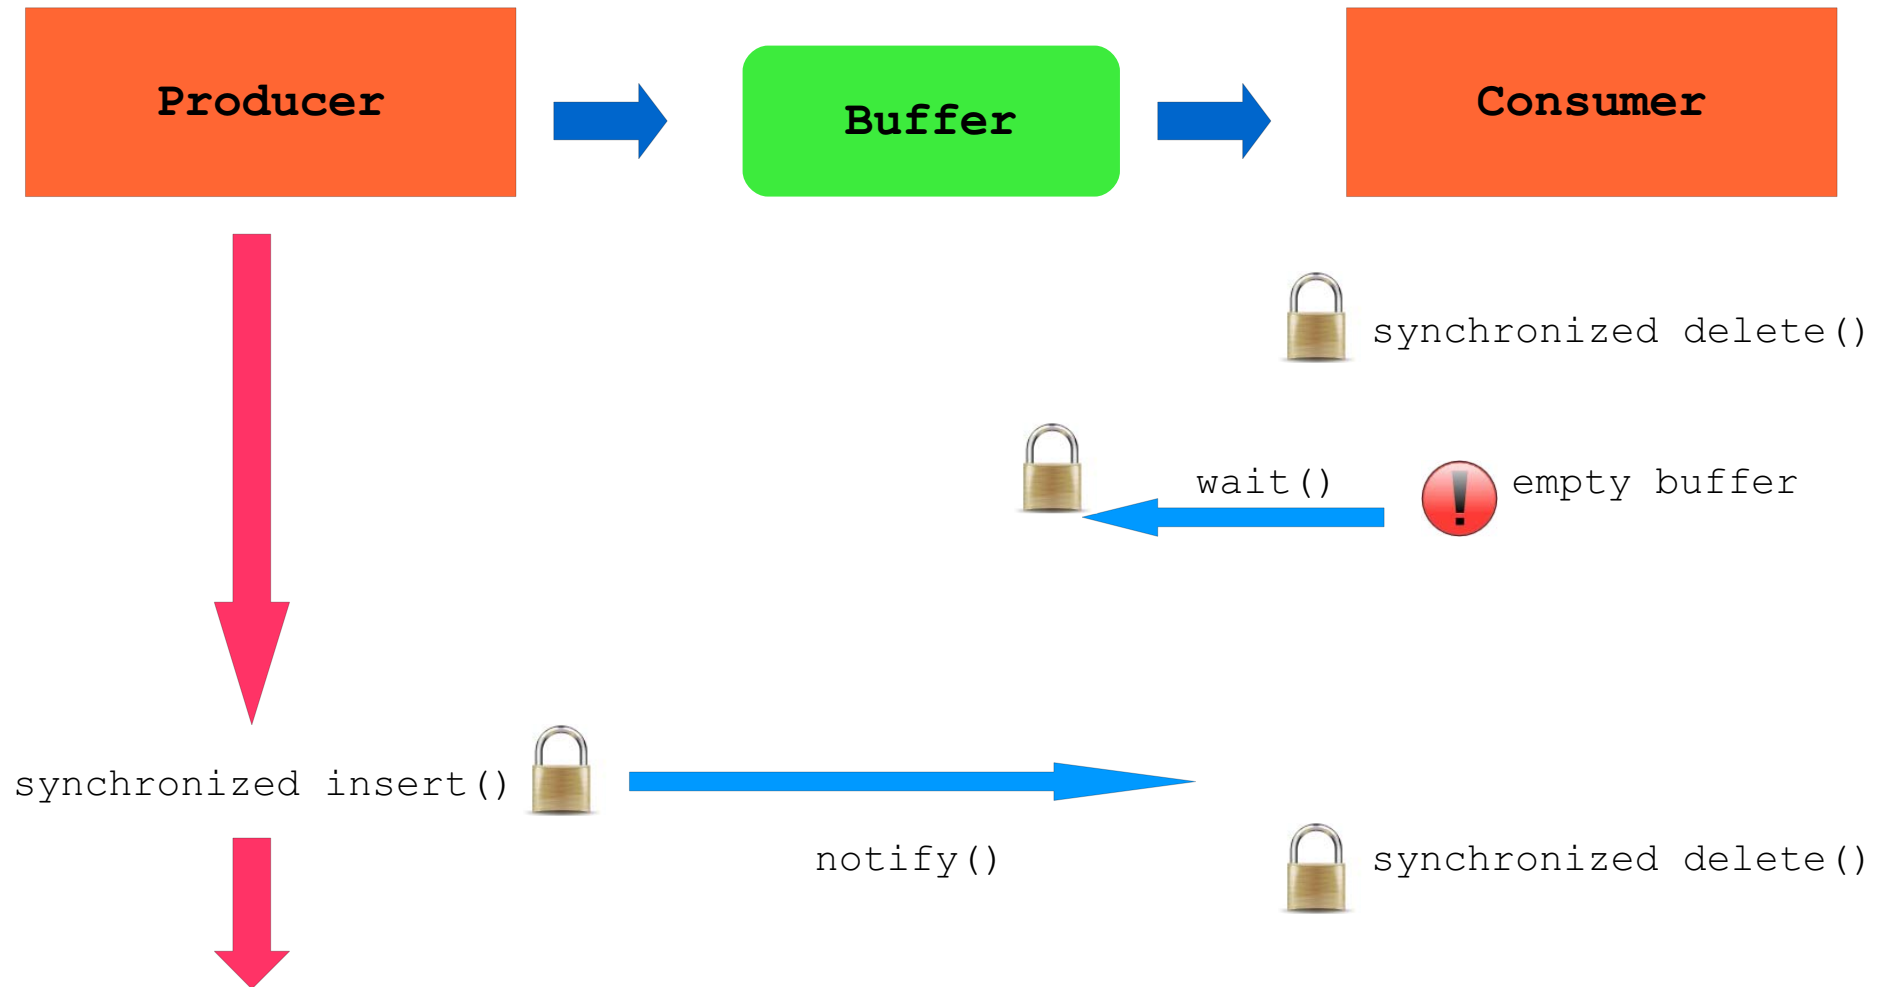 Producer
Buffer
Consumer
synchronized delete()
wait()
empty buffer
synchronized insert()
notify()
synchronized delete()